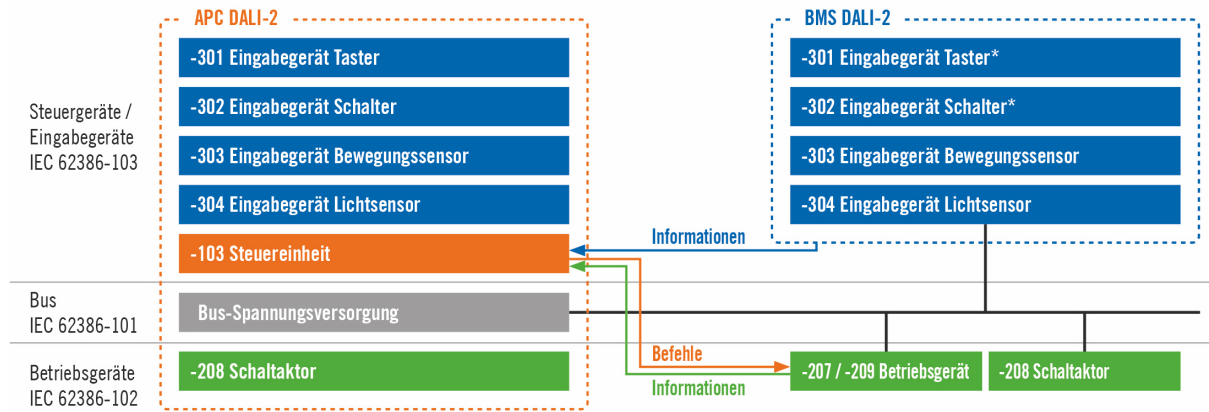 APC DALI-2
BMS DALI-2
Steuergeräte /
Eingabegeräte
IEC 62386-103
-301 Eingabegerät Taster
-302 Eingabegerät Schalter
-303 Eingabegerät Bewegungssensor
-304 Eingabegerät Lichtsensor
-103 Steuereinheit
-301 Eingabegerät Taster*
-302 Eingabegerät Schalter*
-303 Eingabegerät Bewegungssensor
-304 Eingabegerät Lichtsensor
Informationen
Bus
IEC 62386-101
Bus-Spannungsversorgung
Betriebsgeräte
IEC 62386-102
-208 Schaltaktor
Befehle
Informationen
-207 / -209 Betriebsgerät
-208 Schaltaktor